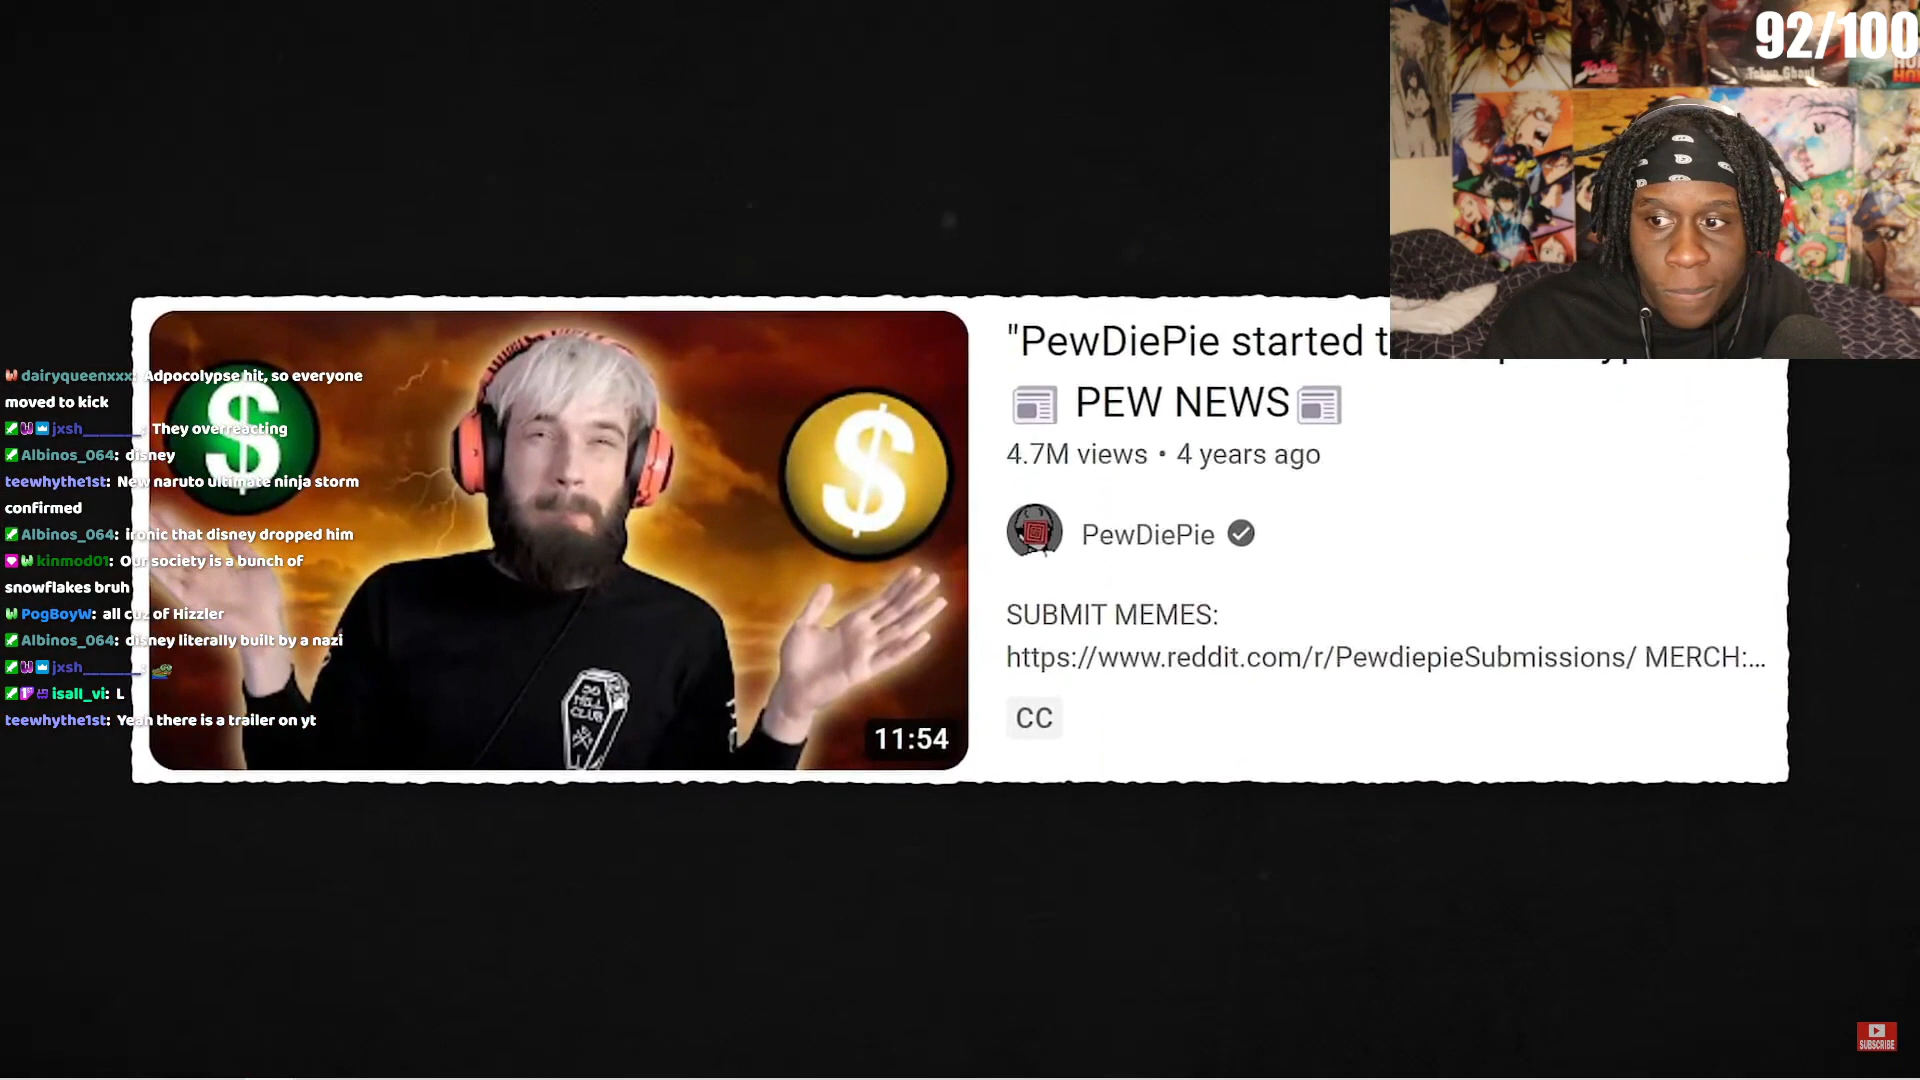 92/100
Tokyo Ghoul
"PewDiePie started t
PEW NEWS
4.7M views • 4 years ago
PewDiePie
SUBMIT MEMES:
https://www.reddit.com/r/PewdiepieSubmissions/ MERCH:...
CC
11:54
dairyqueenxxx: Adpocolypse hit, so everyone
moved to kick
jxsh______: They overreacting
Albinos_064: disney
teewhythe1st: New naruto ultimate ninja storm
confirmed
Albinos_064: ironic that disney dropped him
kinmod01: Our society is a bunch of
snowflakes bruh
PogBoyW: all cuz of Hizzler
Albinos_064: disney literally built by a nazi
jxsh______:
isall_vi: L
teewhythe1st: Yeah there is a trailer on yt
SUBSCRIBE